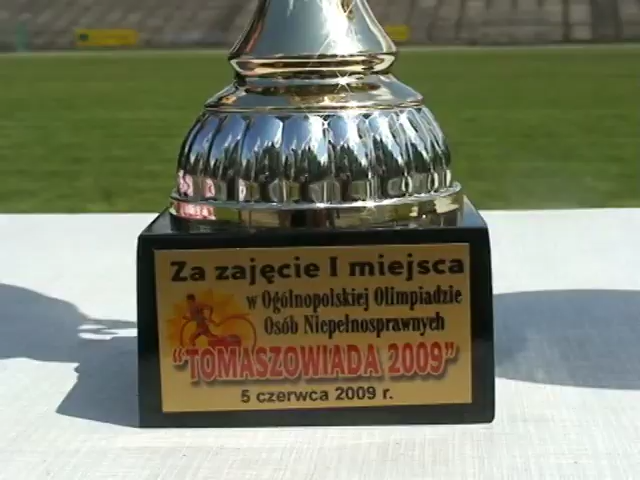 Za zajęcie I miejsca
w Ogólnopolskiej Olimpiadzie
Osób Niepełnosprawnych
"TOMASZOWIADA 2009"
5 czerwca 2009 r.